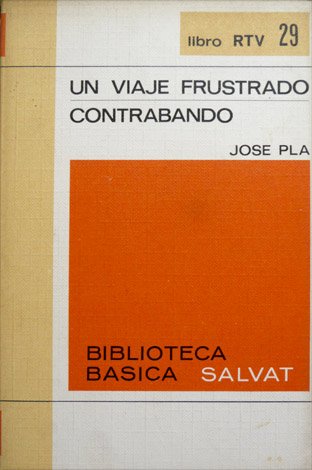 libro RTV 29
UN VIAJE FRUSTRADO
CONTRABANDO
JOSE PLA
BIBLIOTECA
BASICA SALVAT